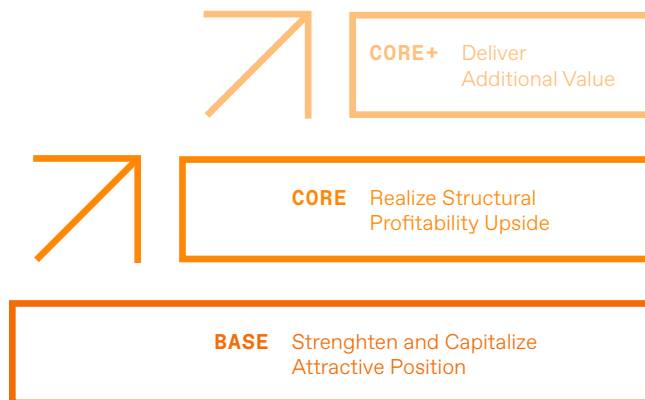 CORE+ Deliver
Additional Value
CORE Realize Structural
Profitability Upside
BASE Strenghten and Capitalize
Attractive Position